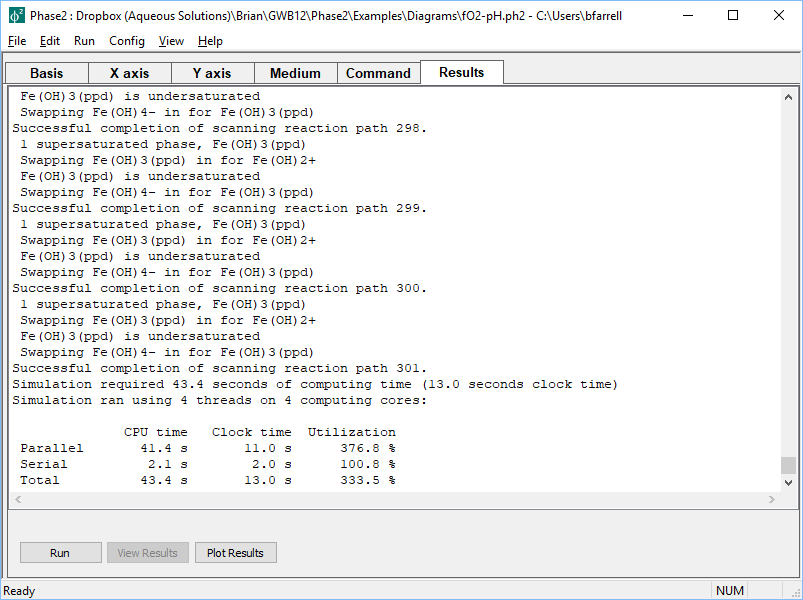 Phase2 : Dropbox (Aqueous Solutions)\Brian\GWB12\Phase2\Examples\Diagrams\fO2-pH.ph2 - C:\Users\bfarrell
File Edit Run Config View Help
Basis X axis Y axis Medium Command Results
Fe(OH)3(ppd) is undersaturated
Swapping Fe(OH)4- in for Fe(OH)3(ppd)
Successful completion of scanning reaction path 298.
1 supersaturated phase, Fe(OH)3(ppd)
Swapping Fe(OH)3(ppd) in for Fe(OH)2+
Fe(OH)3(ppd) is undersaturated
Swapping Fe(OH)4- in for Fe(OH)3(ppd)
Successful completion of scanning reaction path 299.
1 supersaturated phase, Fe(OH)3(ppd)
Swapping Fe(OH)3(ppd) in for Fe(OH)2+
Fe(OH)3(ppd) is undersaturated
Swapping Fe(OH)4- in for Fe(OH)3(ppd)
Successful completion of scanning reaction path 300.
1 supersaturated phase, Fe(OH)3(ppd)
Swapping Fe(OH)3(ppd) in for Fe(OH)2+
Fe(OH)3(ppd) is undersaturated
Swapping Fe(OH)4- in for Fe(OH)3(ppd)
Successful completion of scanning reaction path 301.
Simulation required 43.4 seconds of computing time (13.0 seconds clock time)
Simulation ran using 4 threads on 4 computing cores:
CPU time Clock time Utilization
Parallel 41.4 s 11.0 s 376.8 %
Serial 2.1 s 2.0 s 100.8 %
Total 43.4 s 13.0 s 333.5 %
Run View Results Plot Results
Ready NUM